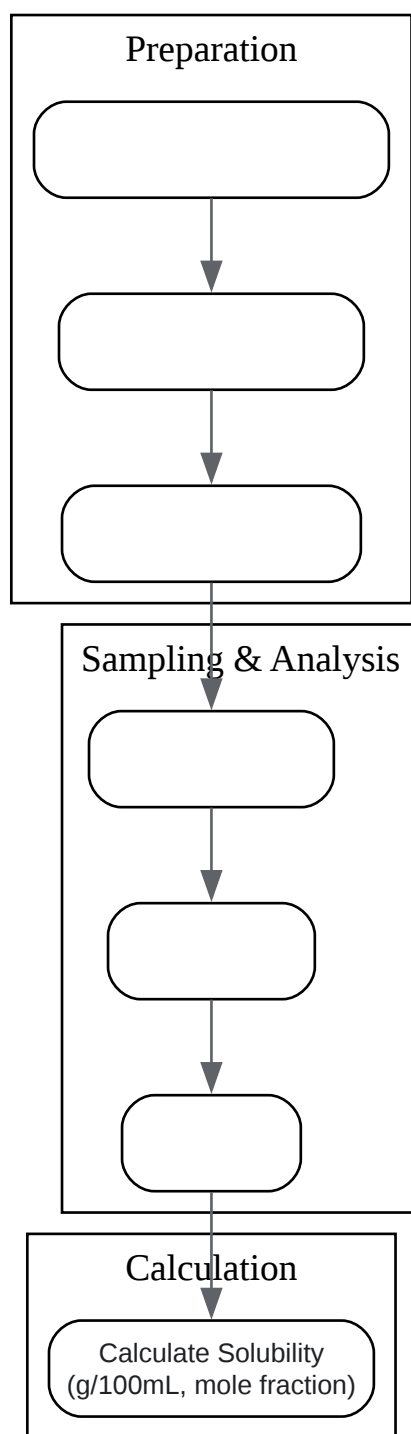 Preparation
Sampling & Analysis
Calculation
Calculate Solubility
(g/100mL, mole fraction)